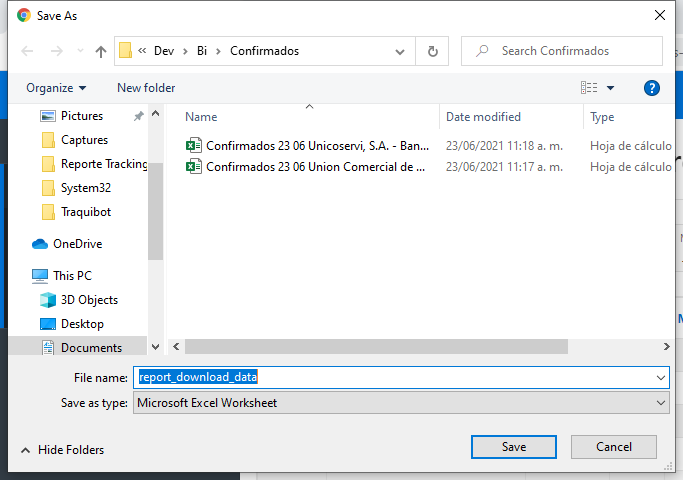 Save As
« Dev > Bi > Confirmados
Search Confirmados
Organize
New folder
Name
Date modified
Type
Confirmados 23 06 Unicoservi, S.A. - Ban... 23/06/2021 11:18 a. m. Hoja de cálculo
Confirmados 23 06 Union Comercial de ... 23/06/2021 11:17 a. m. Hoja de cálculo
Pictures
Captures
Reporte Tracking
System32
Traquibot
OneDrive
This PC
3D Objects
Desktop
Documents
File name: report_download_data
Save as type: Microsoft Excel Worksheet
Hide Folders
Save
Cancel